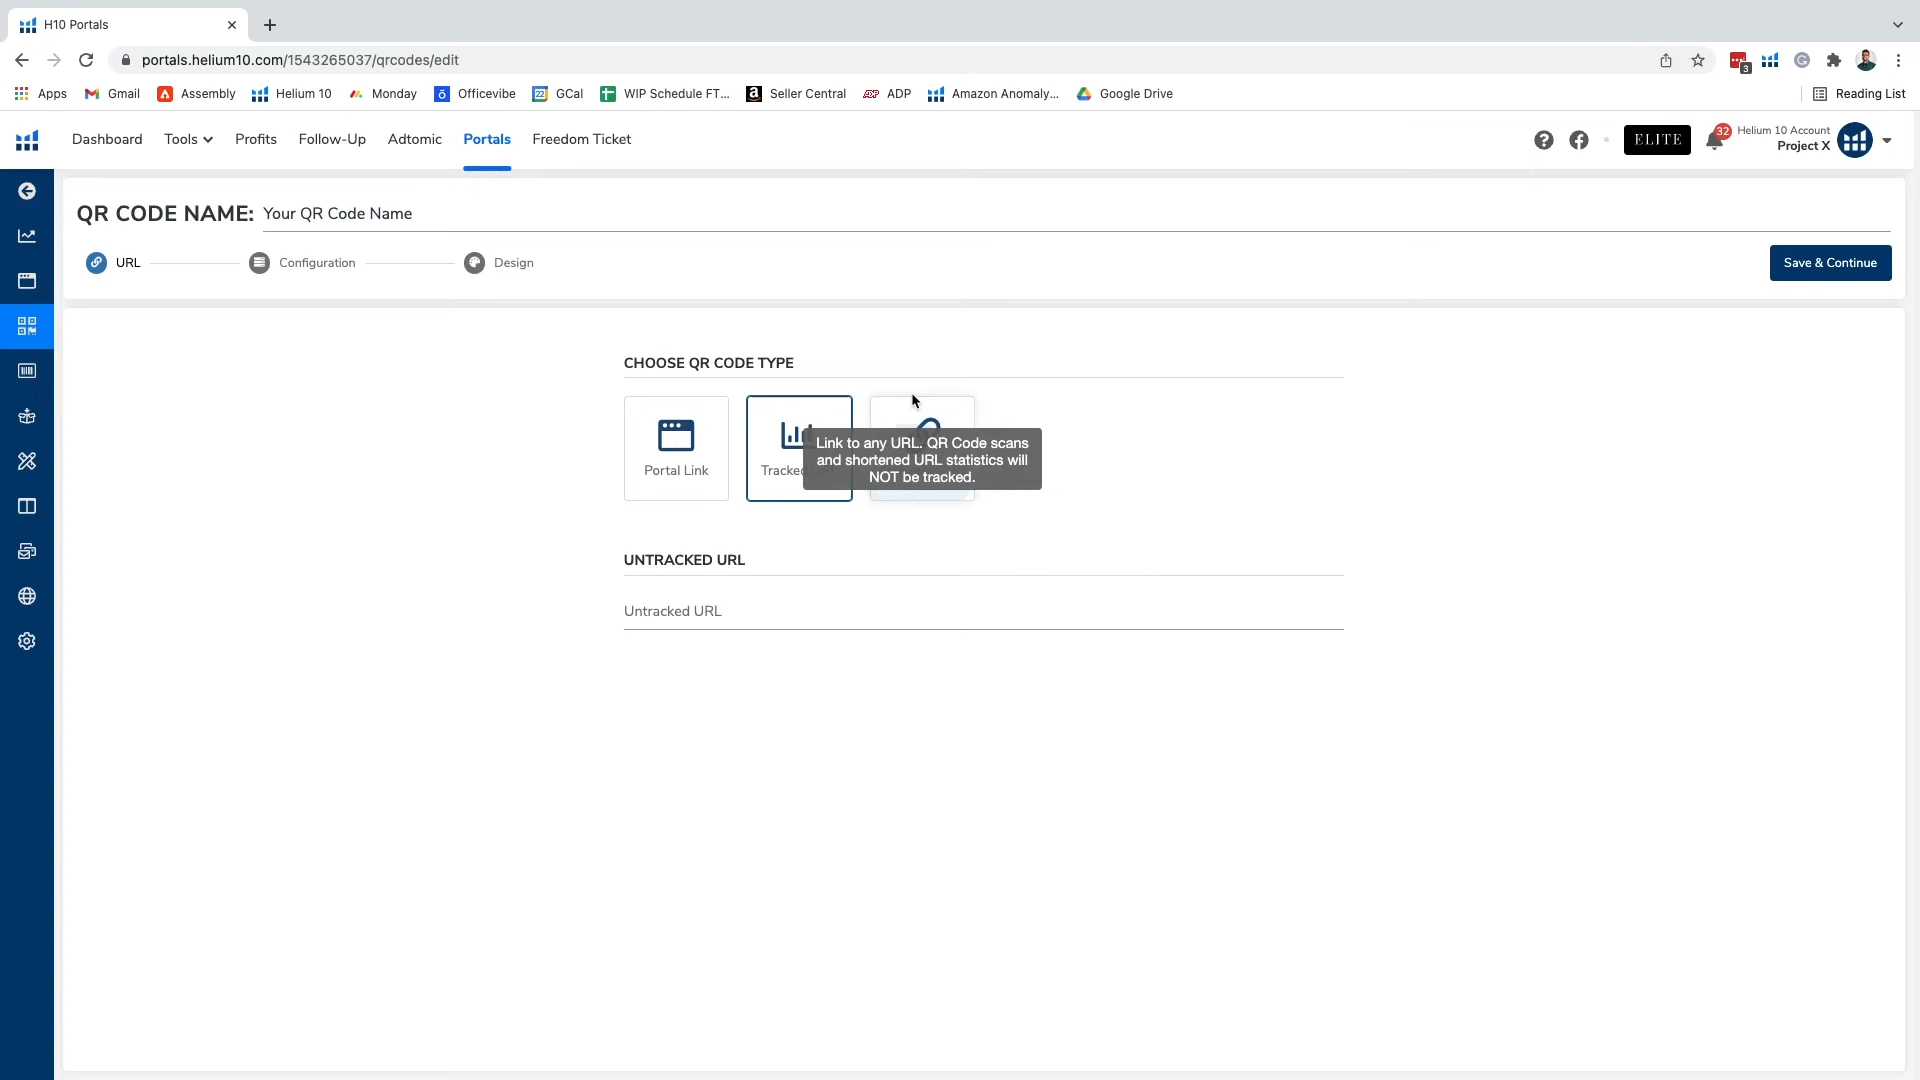 H10 Portals
portals.helium10.com/1543265037/qrcodes/edit
3
Apps Gmail Assembly Helium 10 Monday Officevibe GCal WIP Schedule FT... Seller Central ADP Amazon Anomaly... Google Drive Reading List
Dashboard Tools Profits Follow-Up Adtomic Portals Freedom Ticket
ELITE
32
Helium 10 Account
Project X
QR CODE NAME: Your QR Code Name
URL Configuration Design
Save & Continue
CHOOSE QR CODE TYPE
Portal Link
Tracked
Link to any URL. QR Code scans
and shortened URL statistics will
NOT be tracked.
UNTRACKED URL
Untracked URL